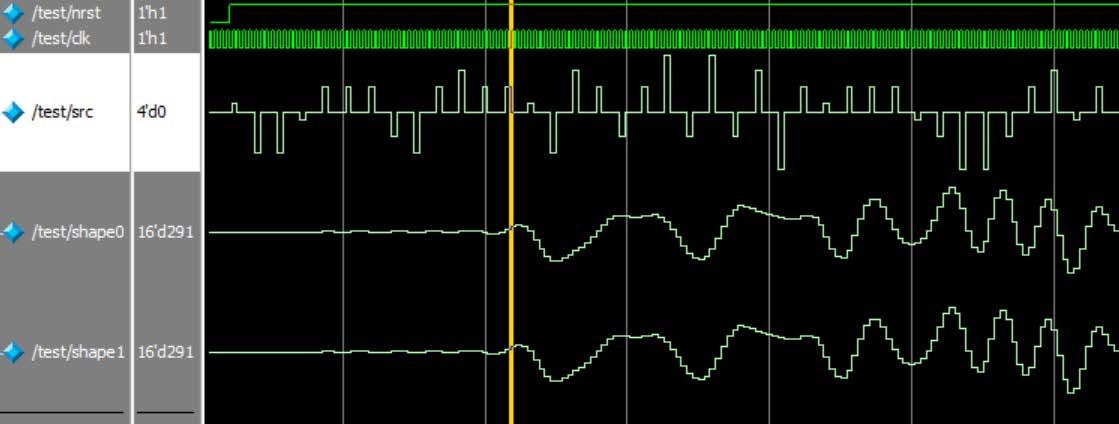 /test/nrst 1'h1
/test/clk 1'h1
/test/src 4'd0
/test/shape0 16'd291
/test/shape1 16'd291